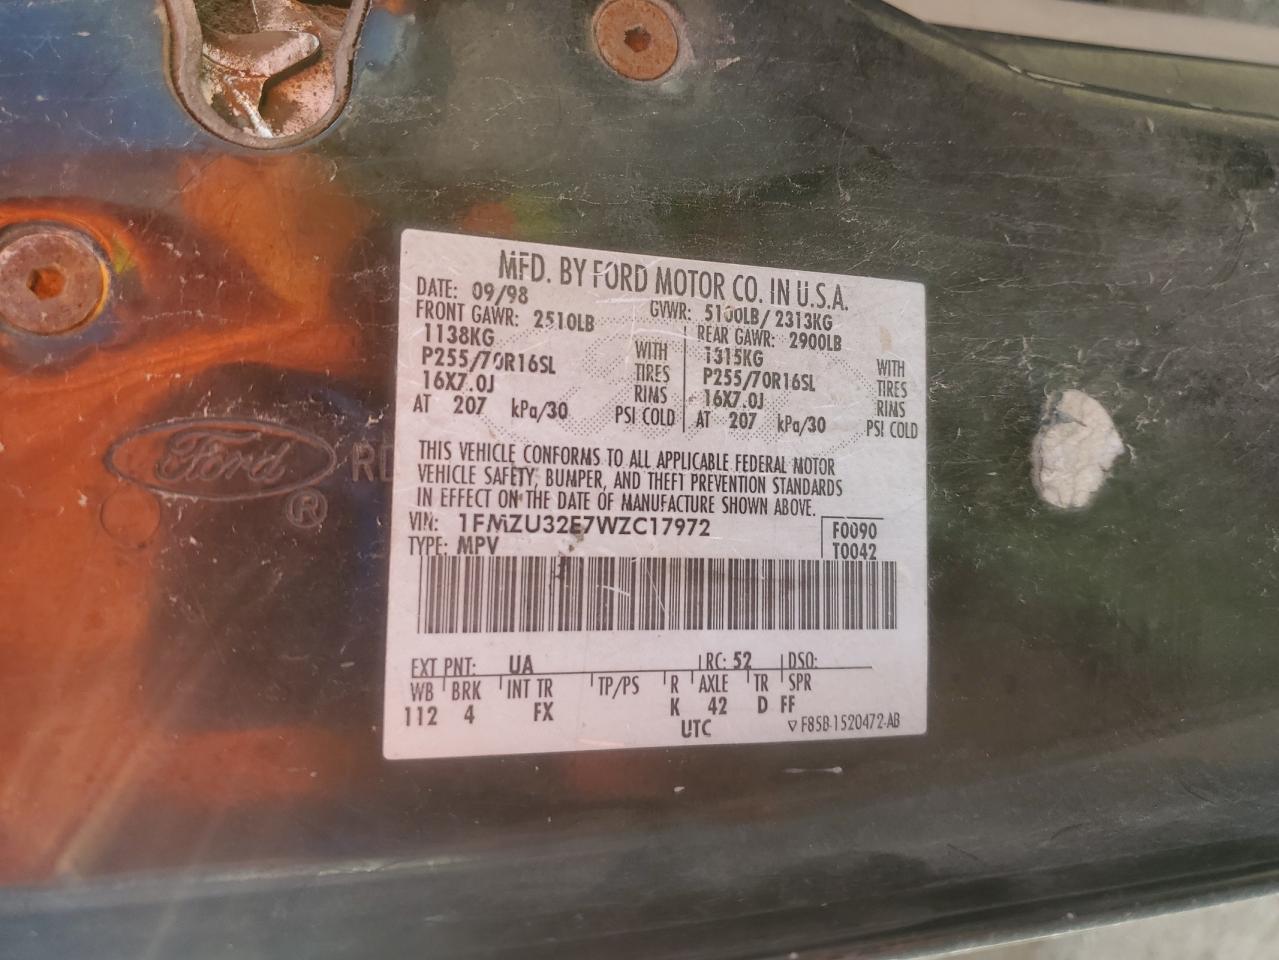 MFD. BY FORD MOTOR CO. IN U.S.A.
DATE: 09/98 GVWR: 5100LB/2313KG
FRONT GAWR: 2510LB REAR GAWR: 2900LB
1138KG WITH 1315KG WITH
P255/70R16SL TIRES P255/70R16SL TIRES
16X7.0J RINS 16X7.0J RINS
AT 207 kPa/30 PSI COLD AT 207 kPa/30 PSI COLD
THIS VEHICLE CONFORMS TO ALL APPLICABLE FEDERAL MOTOR
VEHICLE SAFETY, BUMPER, AND THEFT PREVENTION STANDARDS
IN EFFECT ON THE DATE OF MANUFACTURE SHOWN ABOVE.
VIN: 1FMZU32E7WZC17972 F0090
TYPE: MPV T0042
EXT PNT: UA RC: 52 DSO:
WB BRK INT TR TP/PS R AXLE TR SPR
112 4 FX K 42 D FF
UTC F85B-1520472-AB
Ford
®